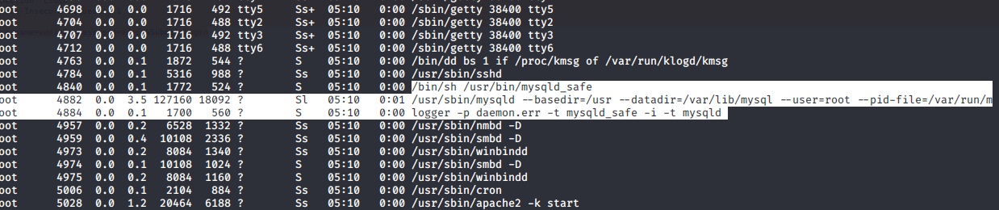 oot 4698 0.0 0.0 1716 492 tty5 Ss+ 05:10 0:00 /sbin/getty 38400 tty5
oot 4704 0.0 0.0 1716 488 tty2 Ss+ 05:10 0:00 /sbin/getty 38400 tty2
oot 4707 0.0 0.0 1716 492 tty3 Ss+ 05:10 0:00 /sbin/getty 38400 tty3
oot 4712 0.0 0.0 1716 488 tty6 Ss+ 05:10 0:00 /sbin/getty 38400 tty6
oot 4763 0.0 0.1 1872 544 ? S 05:10 0:00 /bin/dd bs 1 if /proc/kmsg of /var/run/klogd/kmsg
oot 4784 0.0 0.1 5316 988 ? Ss 05:10 0:00 /usr/sbin/sshd
oot 4840 0.0 0.1 1772 524 ? S 05:10 0:00 /bin/sh /usr/bin/mysqld_safe
oot 4882 0.0 3.5 127160 18092 ? Sl 05:10 0:01 /usr/sbin/mysqld --basedir=/usr --datadir=/var/lib/mysql --user=root --pid-file=/var/run/m
oot 4884 0.0 0.1 1700 560 ? S 05:10 0:00 logger -p daemon.err -t mysqld_safe -i -t mysqld
oot 4957 0.0 0.2 6528 1332 ? Ss 05:10 0:00 /usr/sbin/nmbd -D
oot 4959 0.0 0.4 10108 2336 ? Ss 05:10 0:00 /usr/sbin/smbd -D
oot 4973 0.0 0.2 8084 1340 ? Ss 05:10 0:00 /usr/sbin/winbindd
oot 4974 0.0 0.1 10108 1024 ? S 05:10 0:00 /usr/sbin/smbd -D
oot 4975 0.0 0.2 8084 1160 ? S 05:10 0:00 /usr/sbin/winbindd
oot 5006 0.0 0.1 2104 884 ? Ss 05:10 0:00 /usr/sbin/cron
oot 5028 0.0 1.2 20464 6188 ? Ss 05:10 0:00 /usr/sbin/apache2 -k start